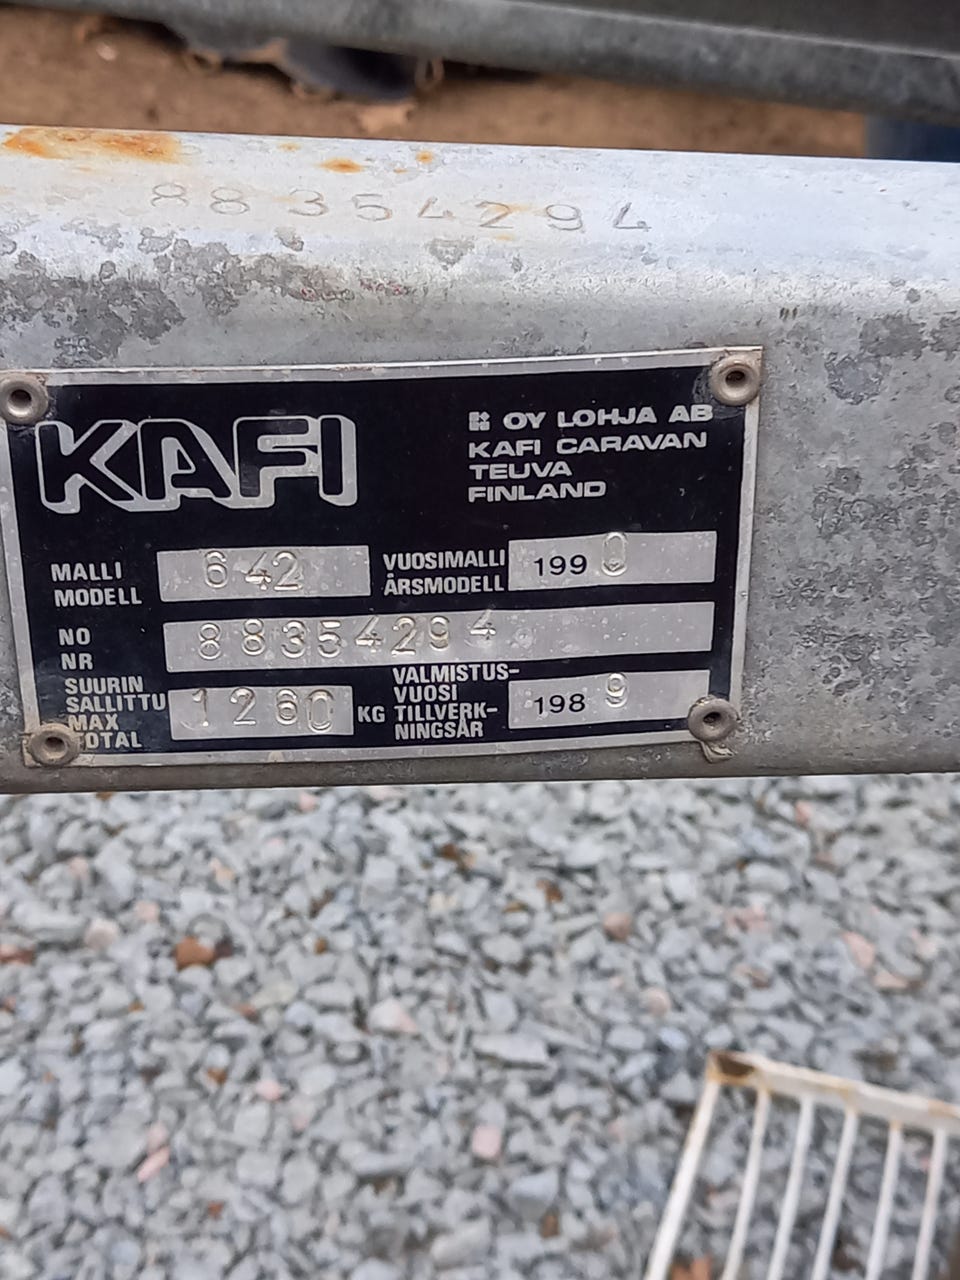 88354294
KAFI
OY LOHJA AB
KAFI CARAVAN
TEUVA
FINLAND
MALLI
MODELL
642
VUOSIMALLI
ÅRSMODELL
1990
NO
NR
88354294
SUURIN
SALLITTU
MAX
TOTAL
1260
KG
VALMISTUS-
VUOSI
TILLVERK-
NINGSÅR
1989